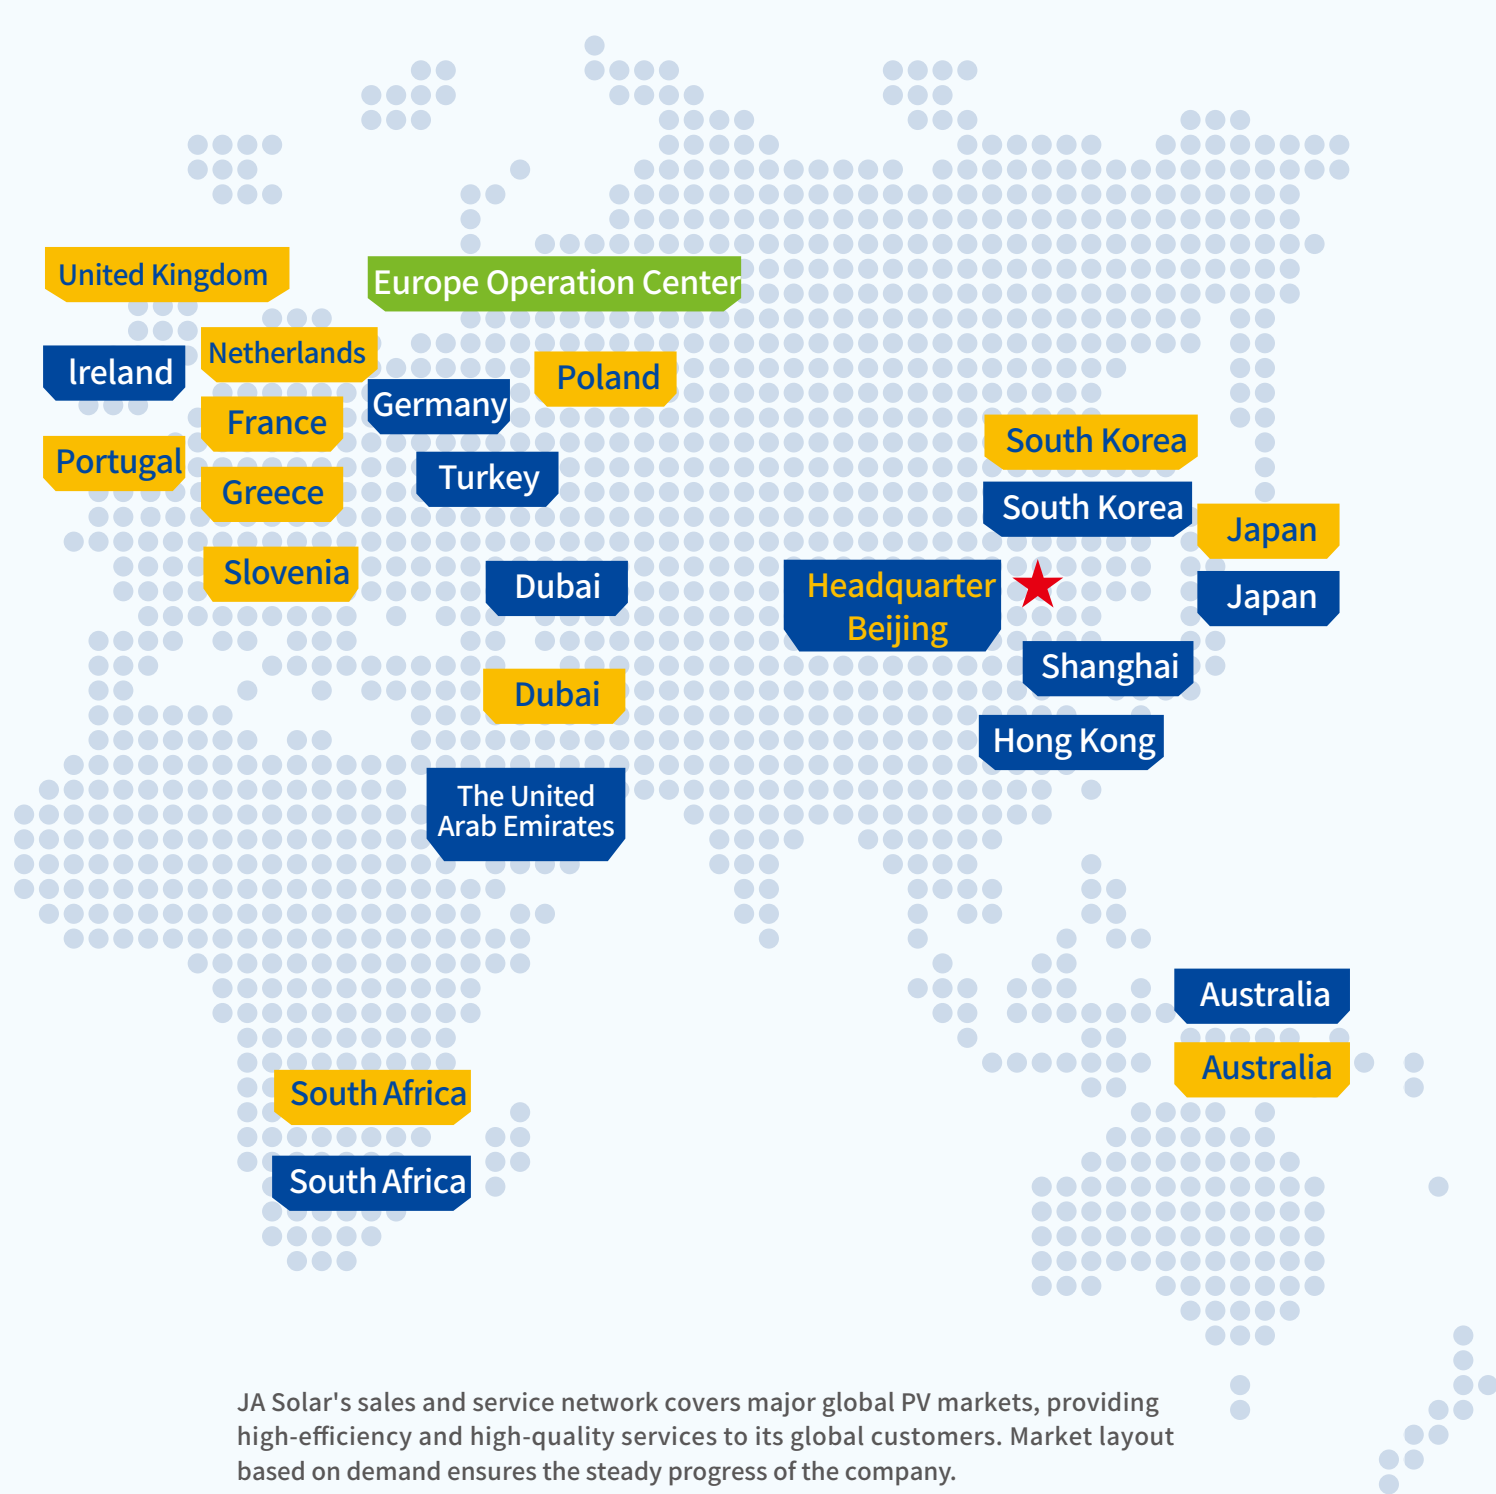 United Kingdom
Europe Operation Center
Netherlands
Ireland
Poland
Germany
France
South Korea
Portugal
Turkey
Greece
South Korea
Japan
Slovenia
Dubai
Headquarter
Beijing
Japan
Shanghai
Dubai
Hong Kong
The United
Arab Emirates
Australia
Australia
South Africa
South Africa
JA Solar's sales and service network covers major global PV markets, providing
high-efficiency and high-quality services to its global customers. Market layout
based on demand ensures the steady progress of the company.